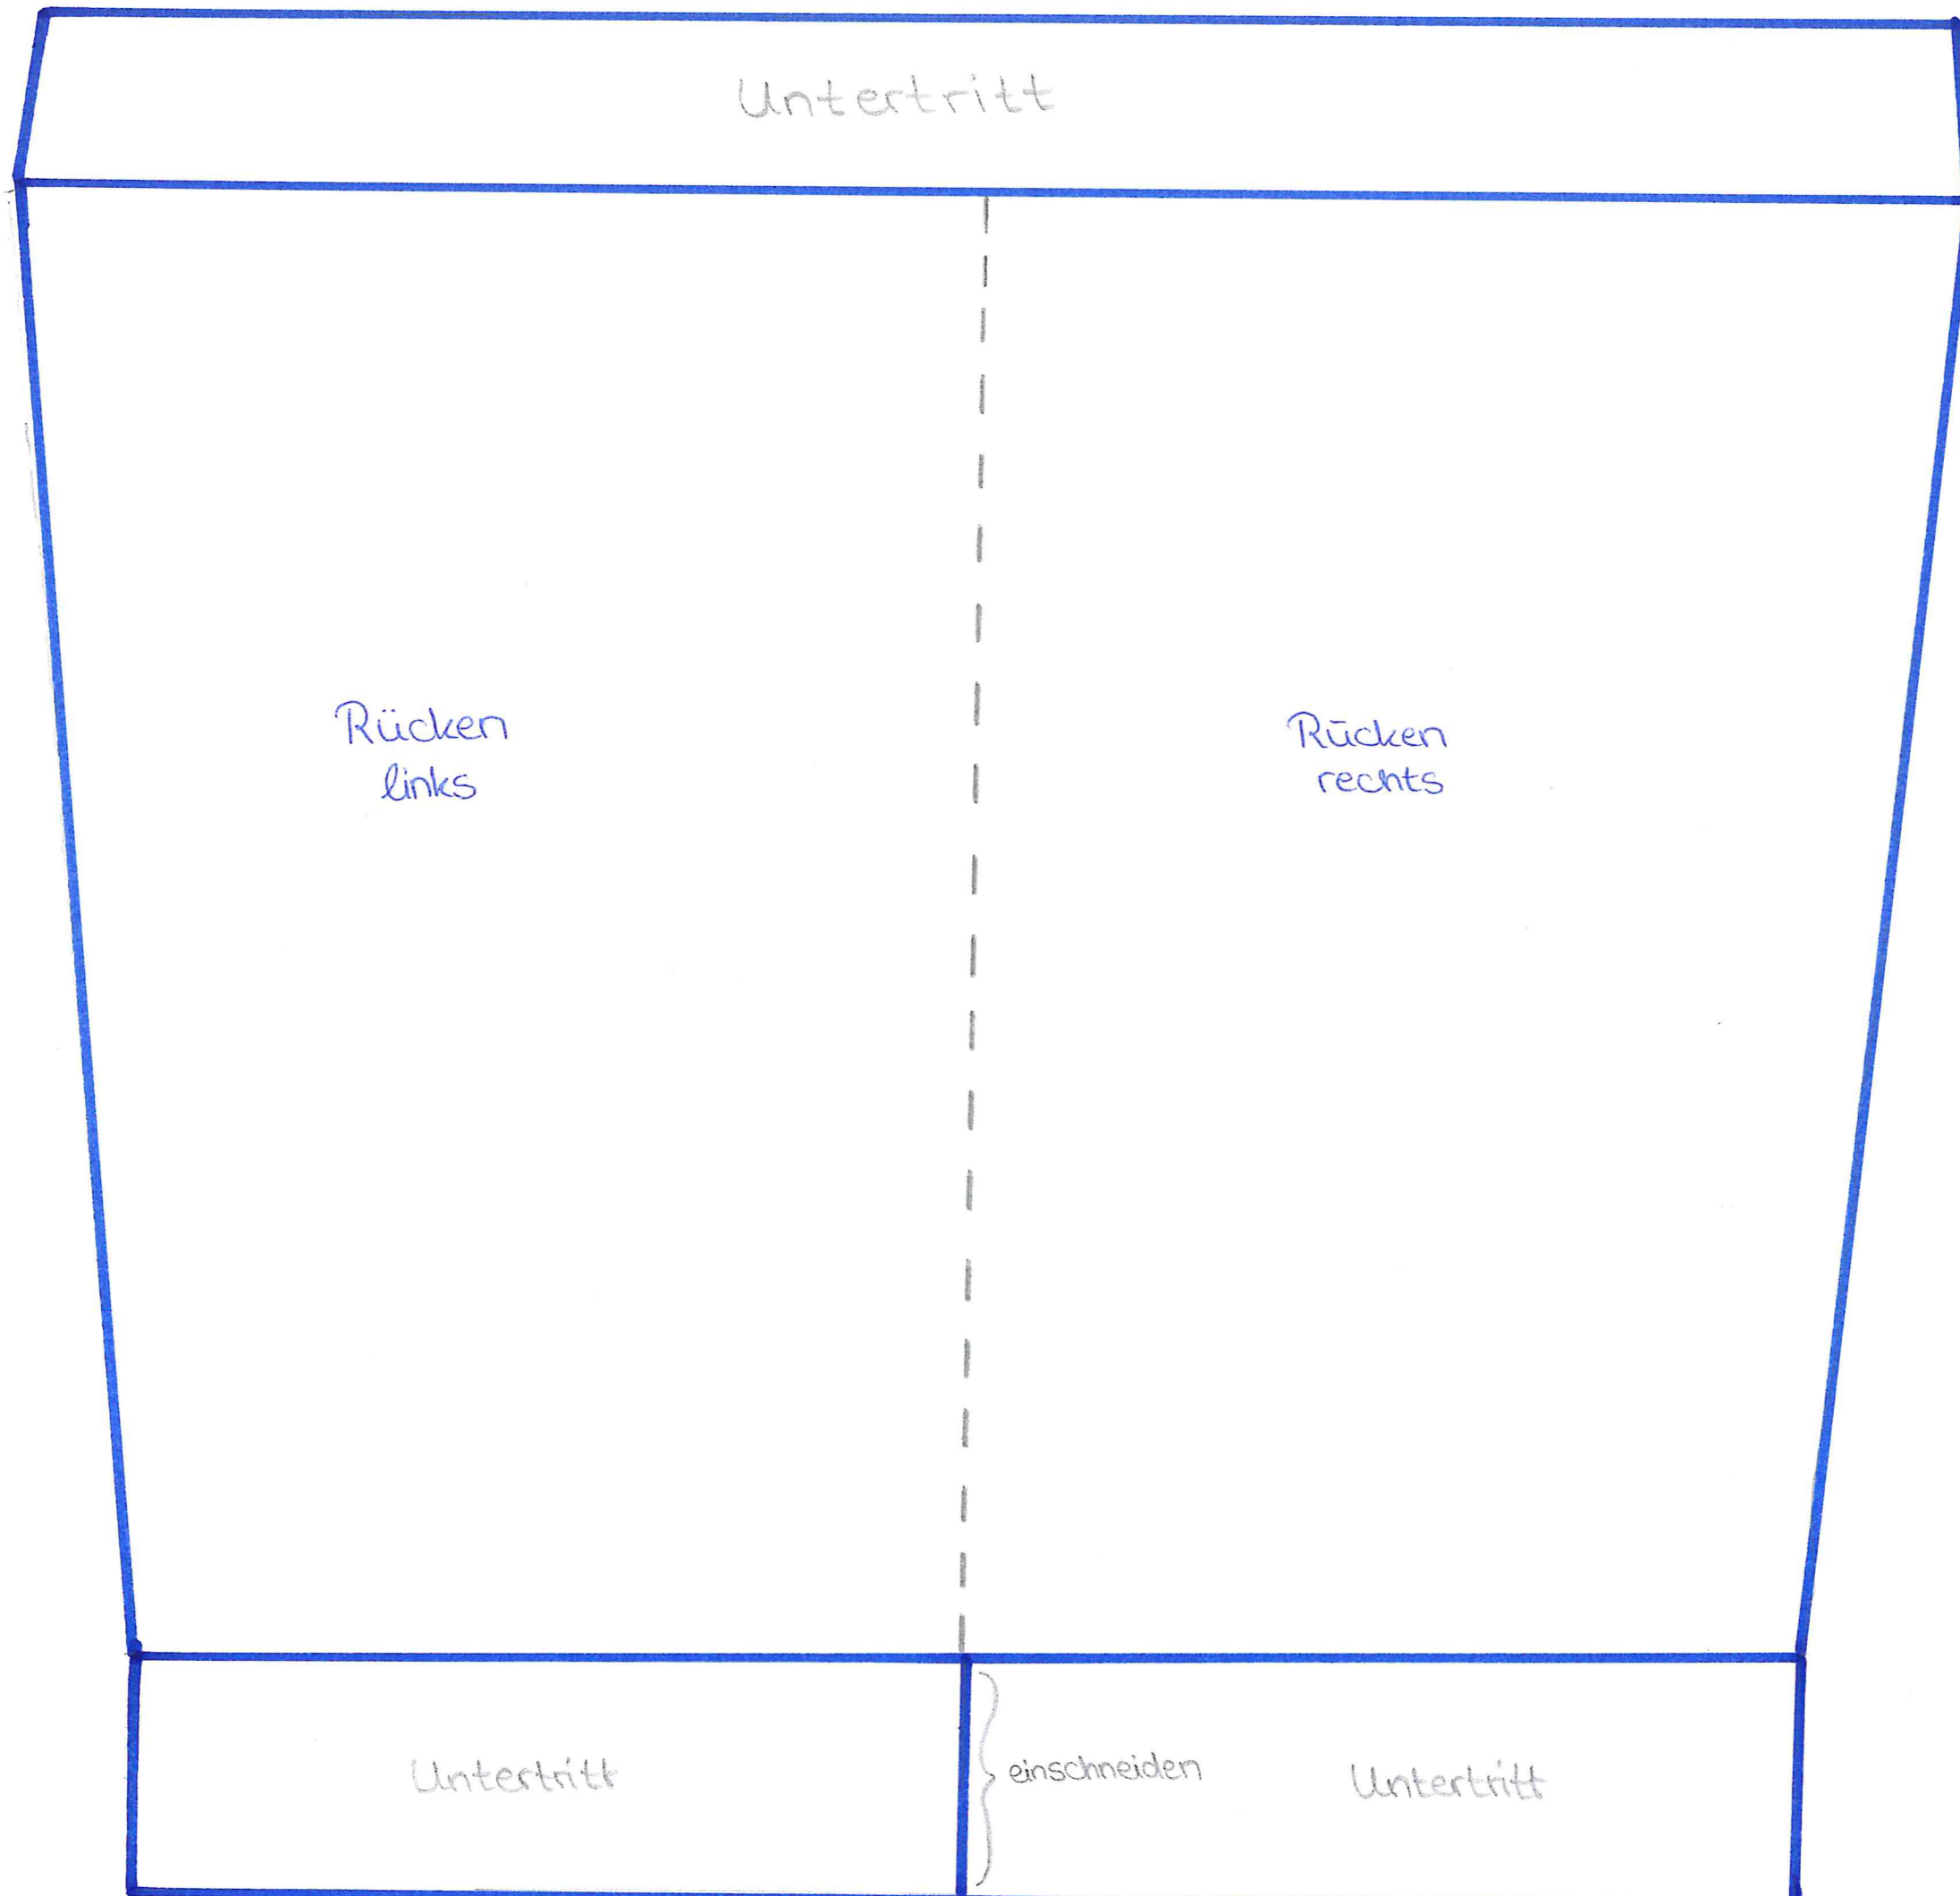 Untertritt
Rücken
links
Rücken
rechts
Untertritt
einschneiden
Untertritt